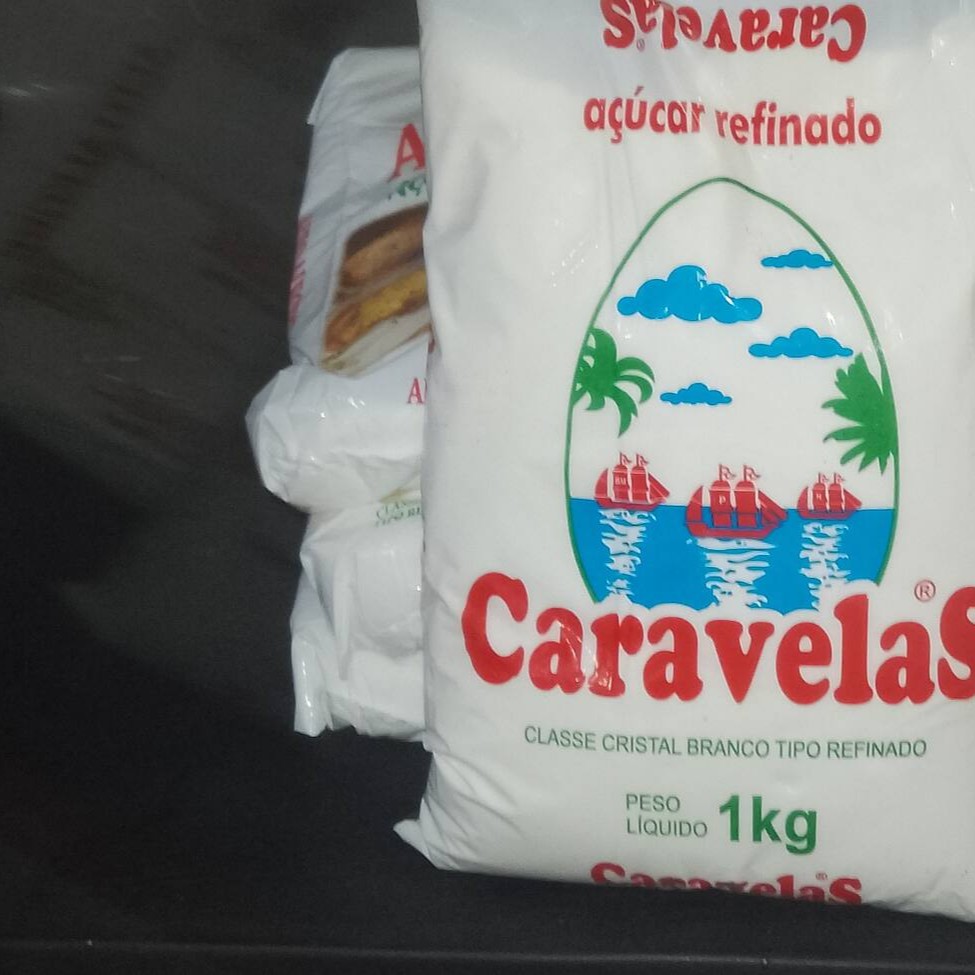 Caravelas
açúcar refinado
CaravelaS®
CLASSE CRISTAL BRANCO TIPO REFINADO
PESO
LÍQUIDO 1kg
CaravelaS®